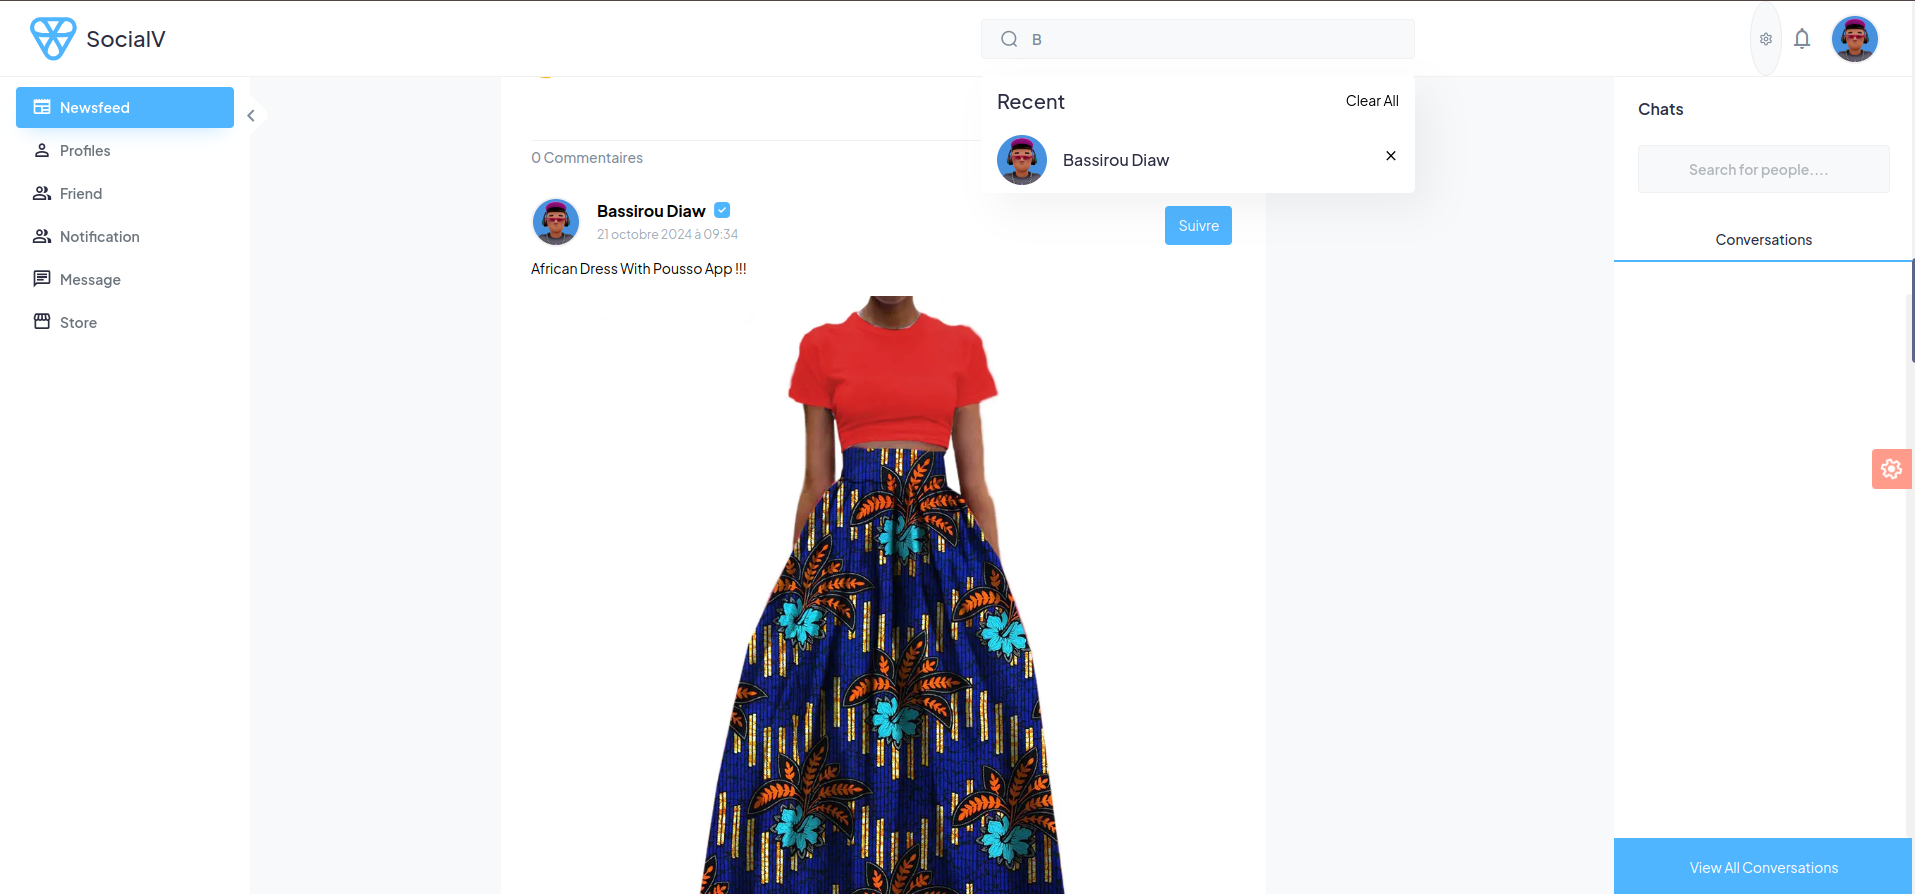 SocialV
B
Newsfeed
Profiles
Friend
Notification
Message
Store
Recent
Clear All
Bassirou Diaw
0 Commentaires
Bassirou Diaw
21 octobre 2024 à 09:34
Suivre
African Dress With Pousso App !!!
Chats
Search for people....
Conversations
View All Conversations